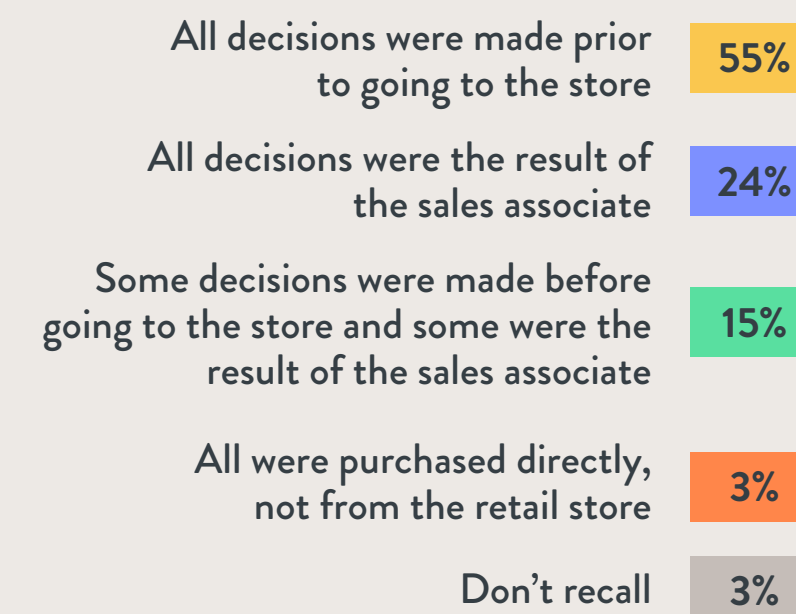 All decisions were made prior
to going to the store
55%
All decisions were the result of
the sales associate
24%
Some decisions were made before
going to the store and some were the
result of the sales associate
15%
All were purchased directly,
not from the retail store
3%
Don’t recall
3%